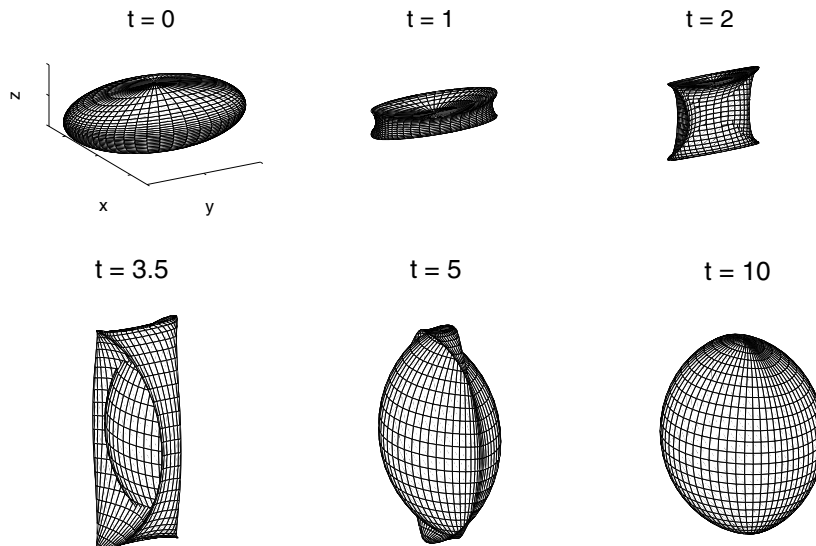 t = 0
t = 1
t = 2
z
x
y
t = 3.5
t = 5
t = 10